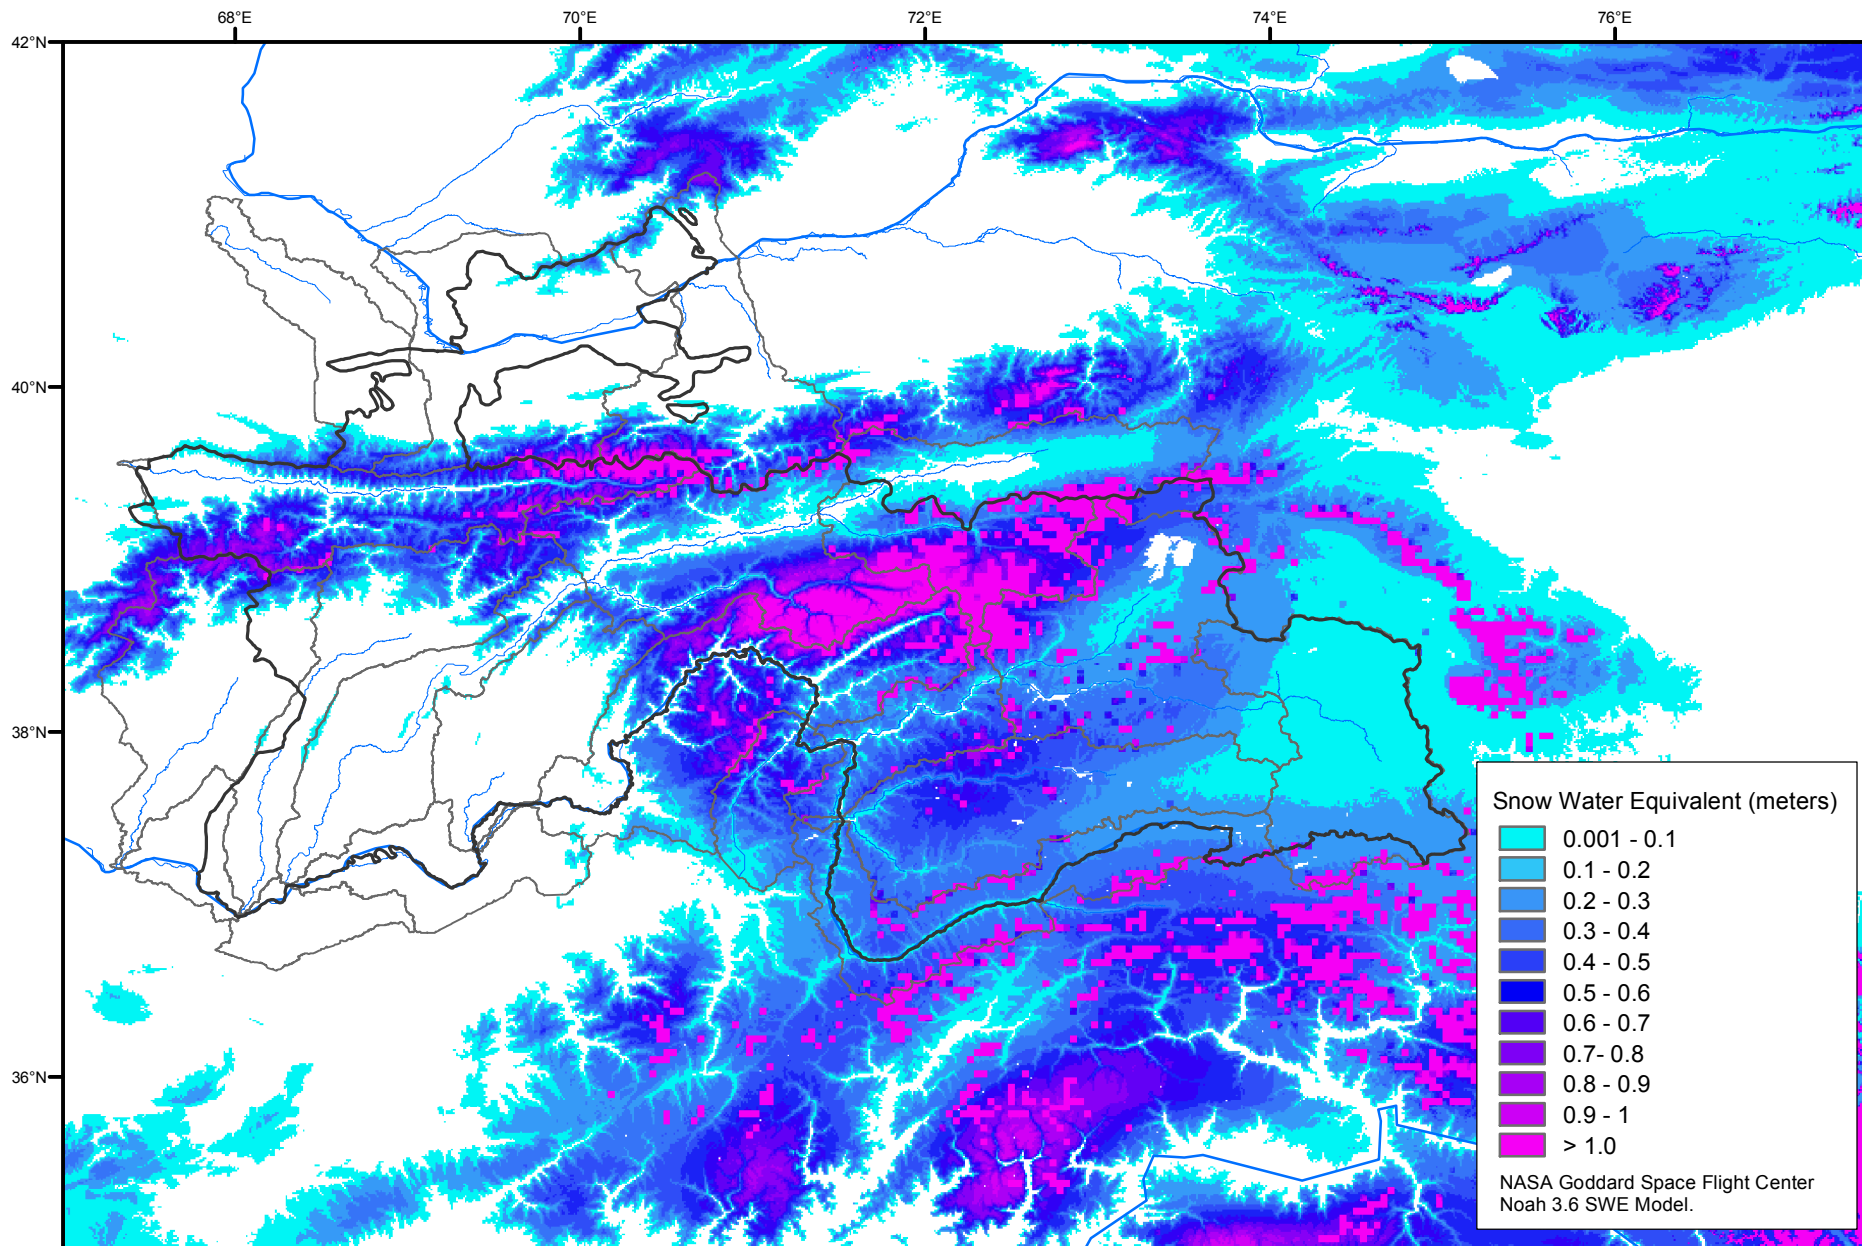 68°E 70°E 72°E 74°E 76°E
42°N
40°N
38°N
36°N
Snow Water Equivalent (meters)
0.001 - 0.1
0.1 - 0.2
0.2 - 0.3
0.3 - 0.4
0.4 - 0.5
0.5 - 0.6
0.6 - 0.7
0.7- 0.8
0.8 - 0.9
0.9 - 1
> 1.0
NASA Goddard Space Flight Center
Noah 3.6 SWE Model.